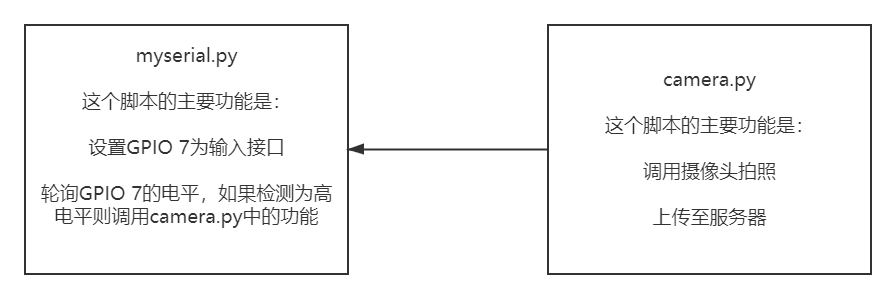 myserial.py
这个脚本的主要功能是：
设置GPIO 7为输入接口
轮询GPIO 7的电平，如果检测为高
电平则调用camera.py中的功能
camera.py
这个脚本的主要功能是：
调用摄像头拍照
上传至服务器